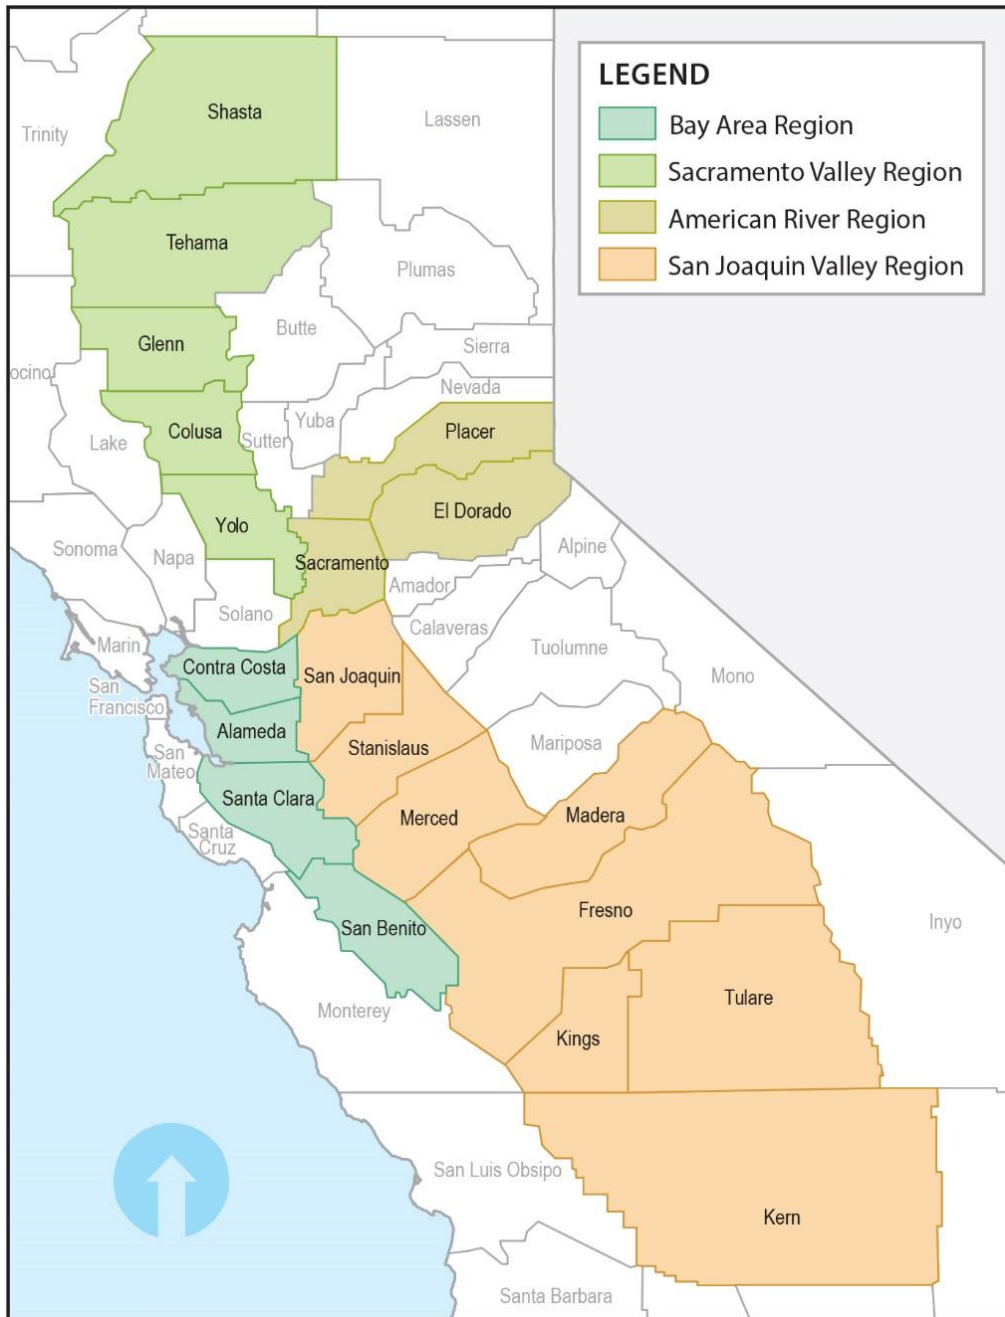 LEGEND
Bay Area Region
Sacramento Valley Region
American River Region
San Joaquin Valley Region
Shasta
Trinity
Lassen
Tehama
Plumas
Butte
Glenn
Sierra
ocino
Nevada
Yuba
Placer
Colusa
Sutter
Lake
El Dorado
Yolo
Sonoma
Napa
Alpine
Sacramento
Amador
Solano
Calaveras
Marin
Tuolumne
Contra Costa
San Joaquin
Mono
San
Francisco
Alameda
Stanislaus
Mariposa
San
Mateo
Santa Clara
Merced
Madera
Santa
Cruz
Fresno
San Benito
Inyo
Tulare
Monterey
Kings
San Luis Obsipo
Kern
Santa Barbara